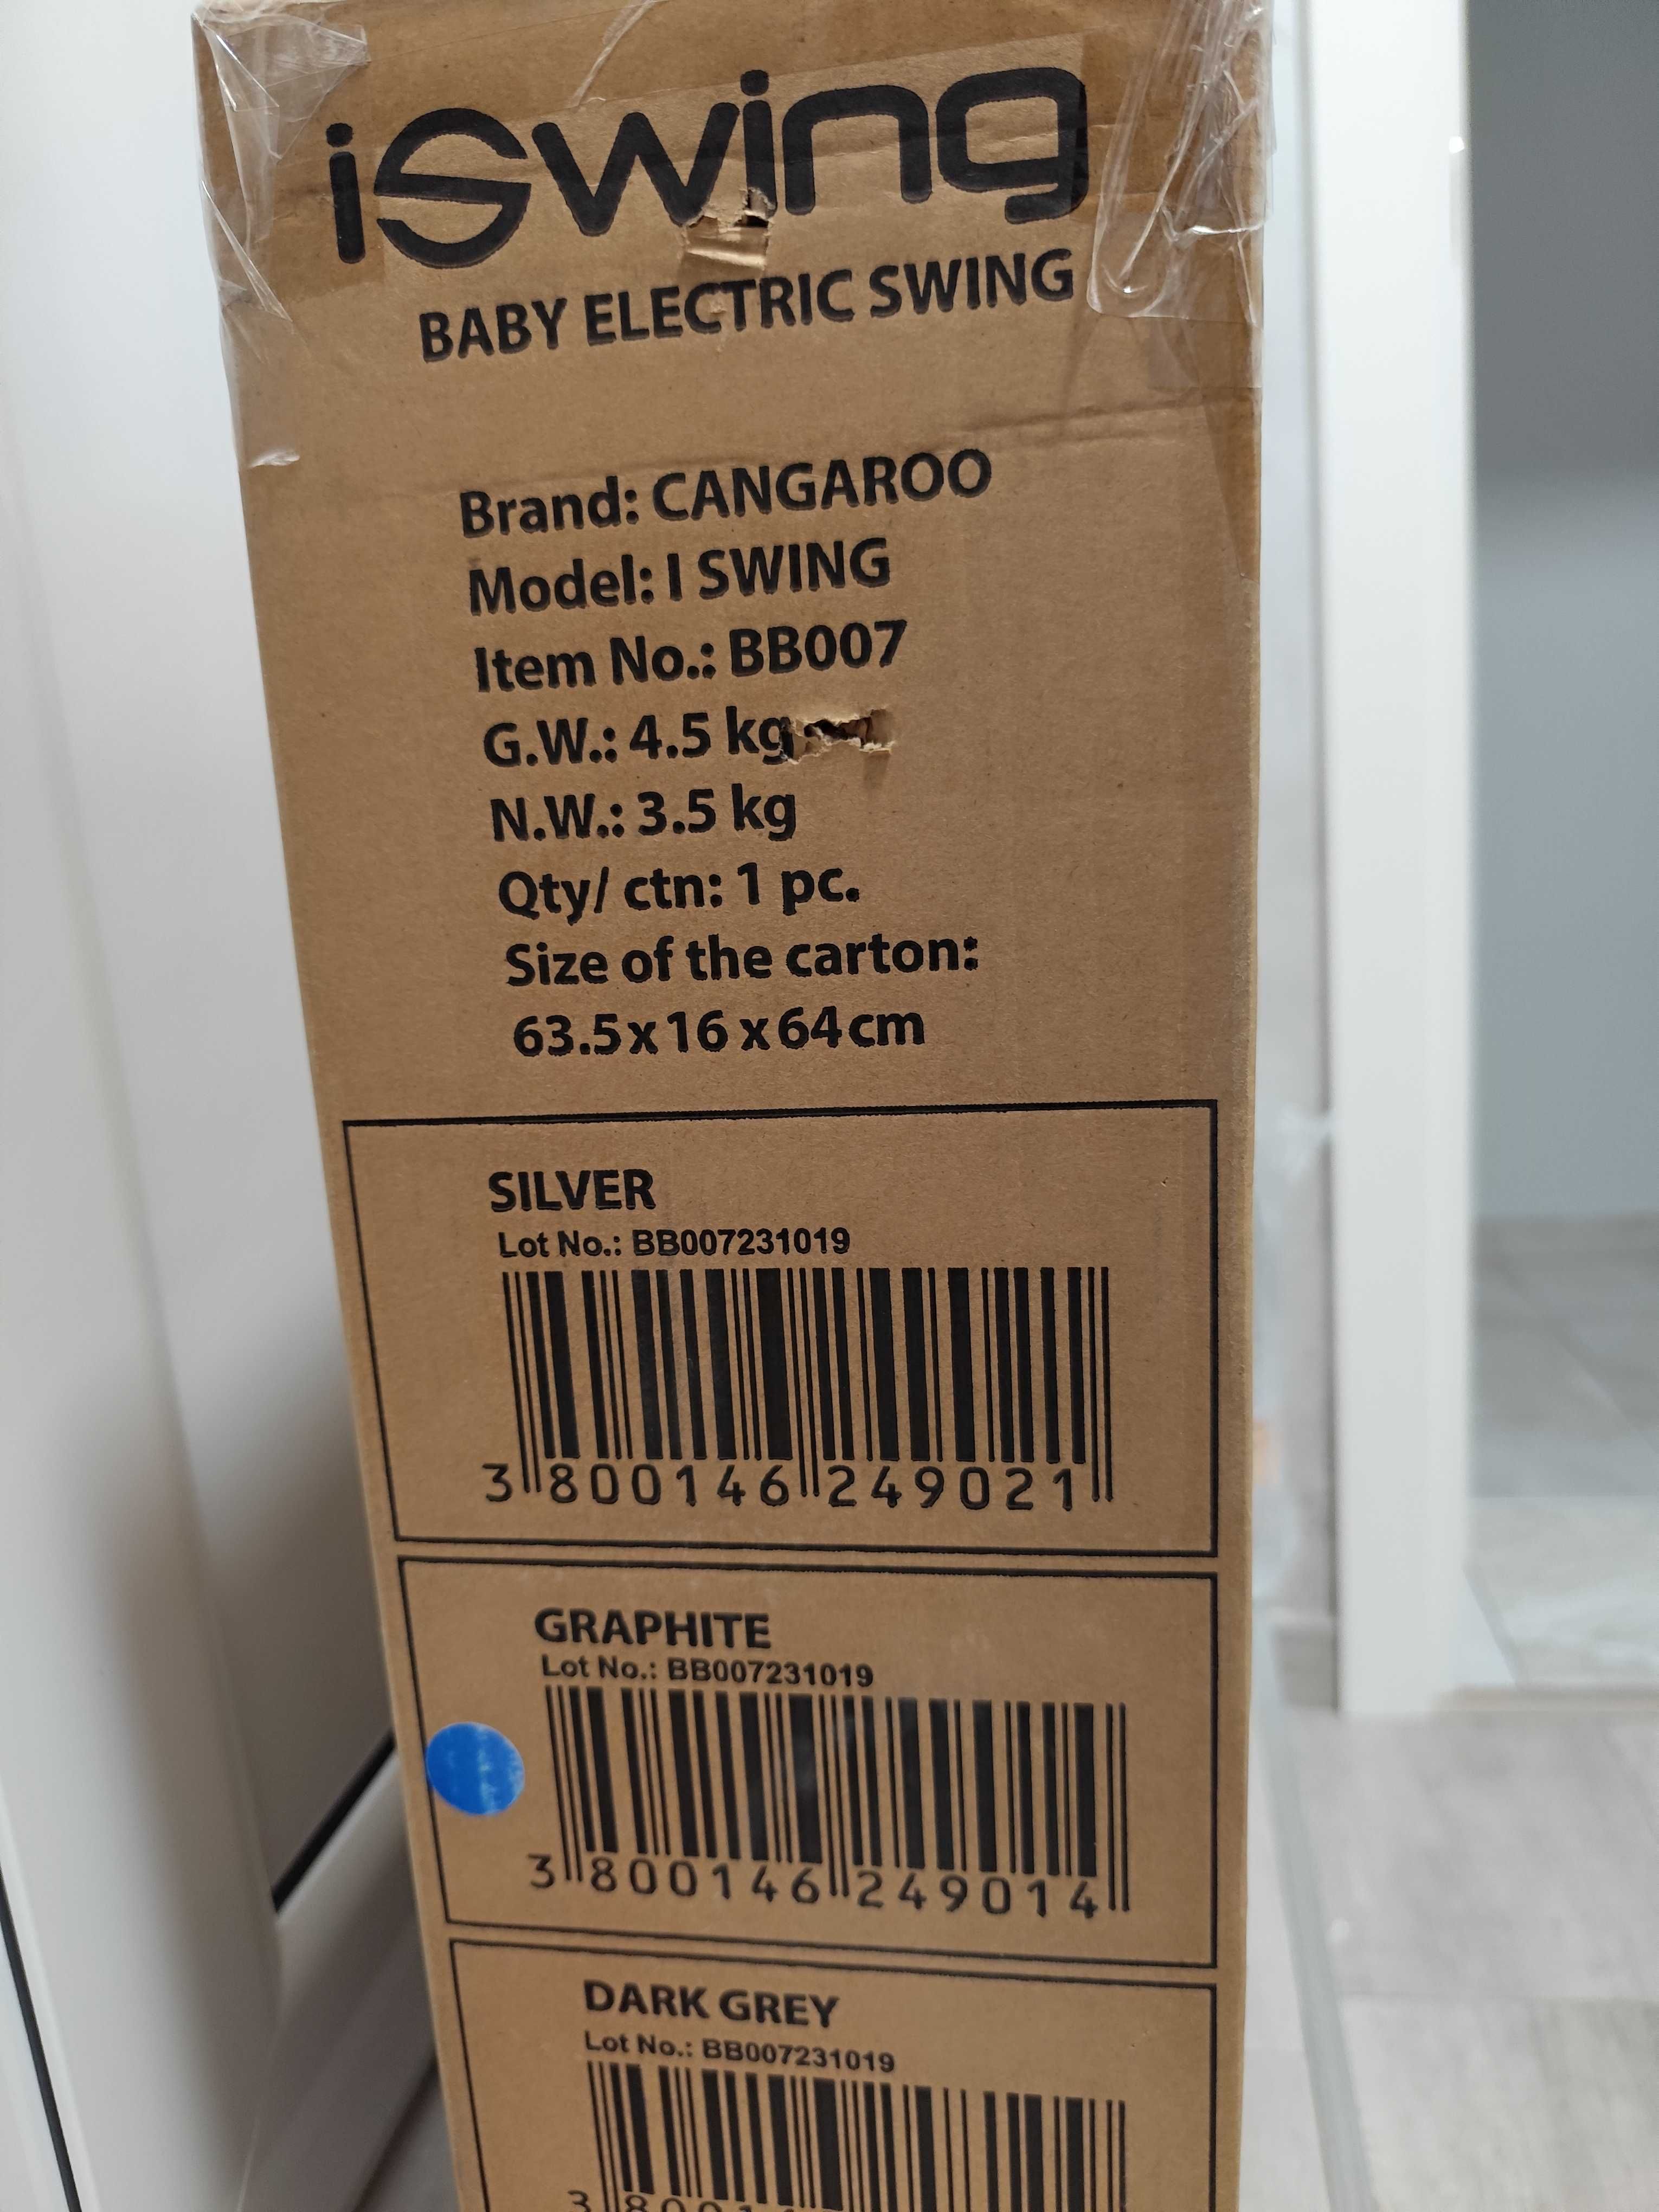 iSwing
BABY ELECTRIC SWING
Brand: CANGAROO
Model: I SWING
Item No.: BB007
G.W.: 4.5 kg
N.W.: 3.5 kg
Qty/ ctn: 1 pc.
Size of the carton:
63.5 x 16 x 64 cm
SILVER
Lot No.: BB007231019
3 800146 249021
GRAPHITE
Lot No.: BB007231019
3 800146 249014
DARK GREY
Lot No.: BB007231019